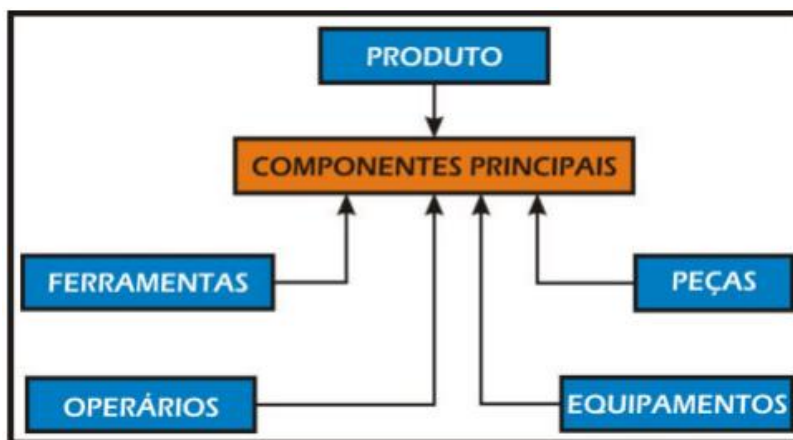 PRODUTO
COMPONENTES PRINCIPAIS
FERRAMENTAS
PEÇAS
OPERÁRIOS
EQUIPAMENTOS